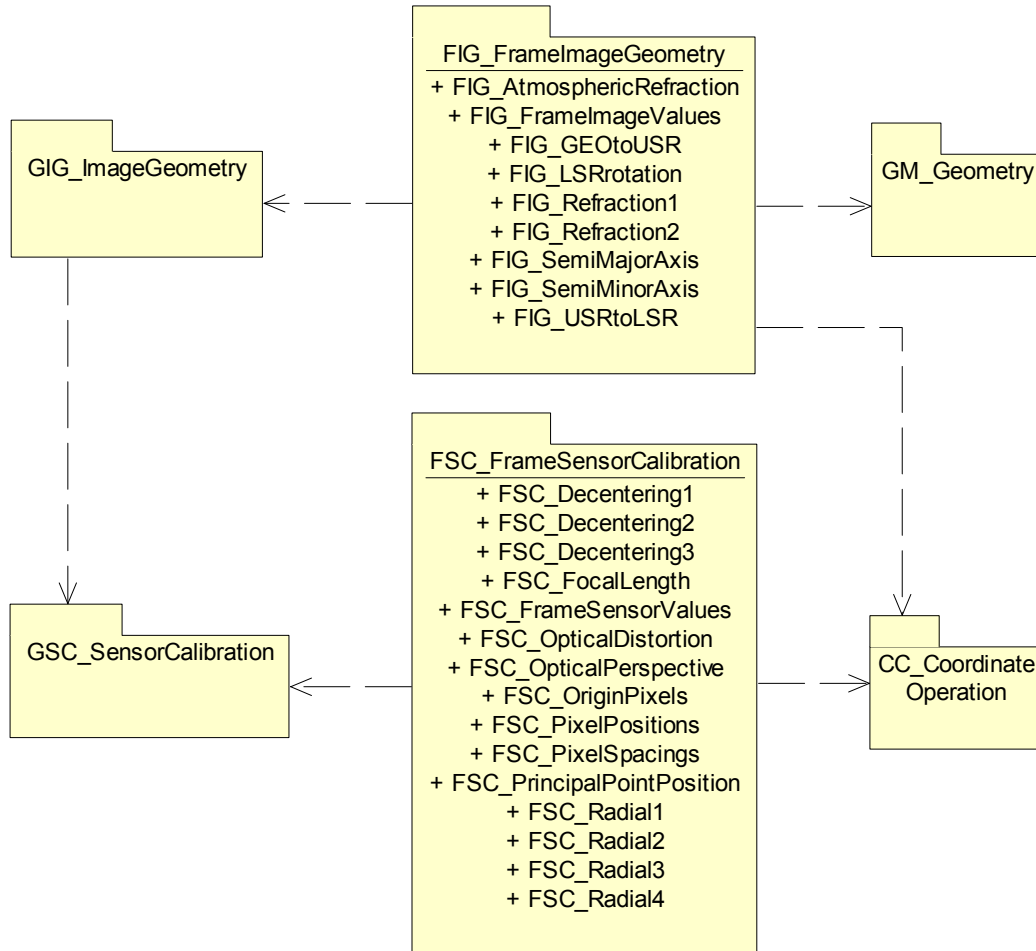 FIG_FrameImageGeometry
+ FIG_AtmosphericRefraction
+ FIG_FrameImageValues
+ FIG_GEOtoUSR
+ FIG_LSRrotation
+ FIG_Refraction1
+ FIG_Refraction2
+ FIG_SemiMajorAxis
+ FIG_SemiMinorAxis
+ FIG_USRtoLSR
GIG_ImageGeometry
GM_Geometry
FSC_FrameSensorCalibration
+ FSC_Decentering1
+ FSC_Decentering2
+ FSC_Decentering3
+ FSC_FocalLength
+ FSC_FrameSensorValues
+ FSC_OpticalDistortion
+ FSC_OpticalPerspective
+ FSC_OriginPixels
+ FSC_PixelPositions
+ FSC_PixelSpacings
+ FSC_PrincipalPointPosition
+ FSC_Radial1
+ FSC_Radial2
+ FSC_Radial3
+ FSC_Radial4
GSC_SensorCalibration
CC_Coordinate
Operation